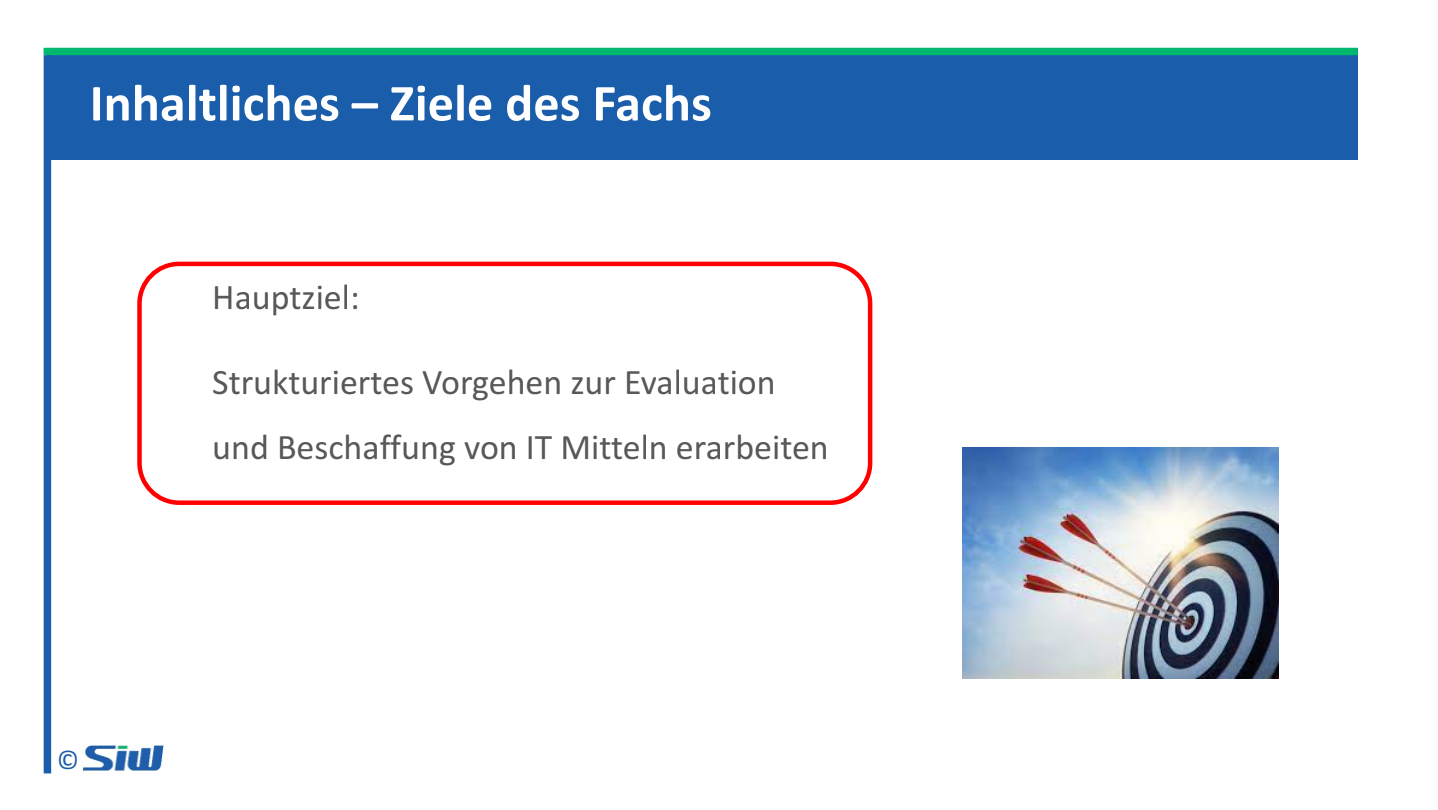 Inhaltliches – Ziele des Fachs
Hauptziel:
Strukturiertes Vorgehen zur Evaluation
und Beschaffung von IT Mitteln erarbeiten
© SiW